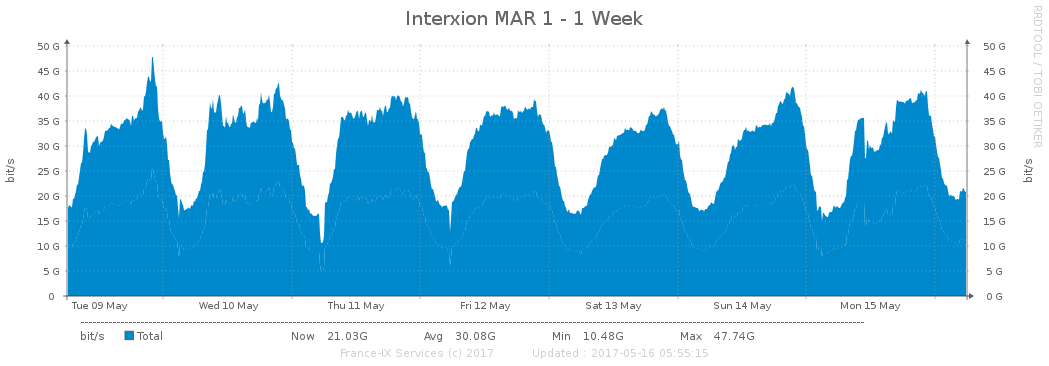 Interxion MAR 1 - 1 Week
RRDTOOL / TOBI OETIKER
50 G 50 G
45 G 45 G
40 G 40 G
35 G 35 G
30 G 30 G
25 G 25 G
20 G 20 G
15 G 15 G
10 G 10 G
5 G 5 G
0 0 G
bit/s bit/s
Tue 09 May Wed 10 May Thu 11 May Fri 12 May Sat 13 May Sun 14 May Mon 15 May
bit/s Total Now 21.03G Avg 30.08G Min 10.48G Max 47.74G
France-IX Services (c) 2017 Updated : 2017-05-16 05:55:15